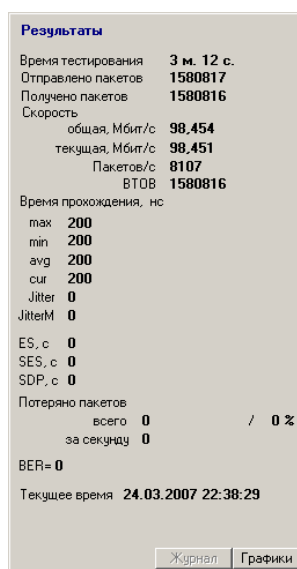 Результаты
Время тестирования 3 м. 12 с.
Отправлено пакетов 1580817
Получено пакетов 1580816
Скорость
общая, Мбит/с 98,454
текущая, Мбит/с 98,451
Пакетов/с 8107
BTOB 1580816
Время прохождения, нс
max 200
min 200
avg 200
cur 200
Jitter 0
JitterM 0
ES, с 0
SES, с 0
SDP, с 0
Потеряно пакетов
всего 0 / 0 %
за секунду 0
BER= 0
Текущее время 24.03.2007 22:38:29
Журнал Графики